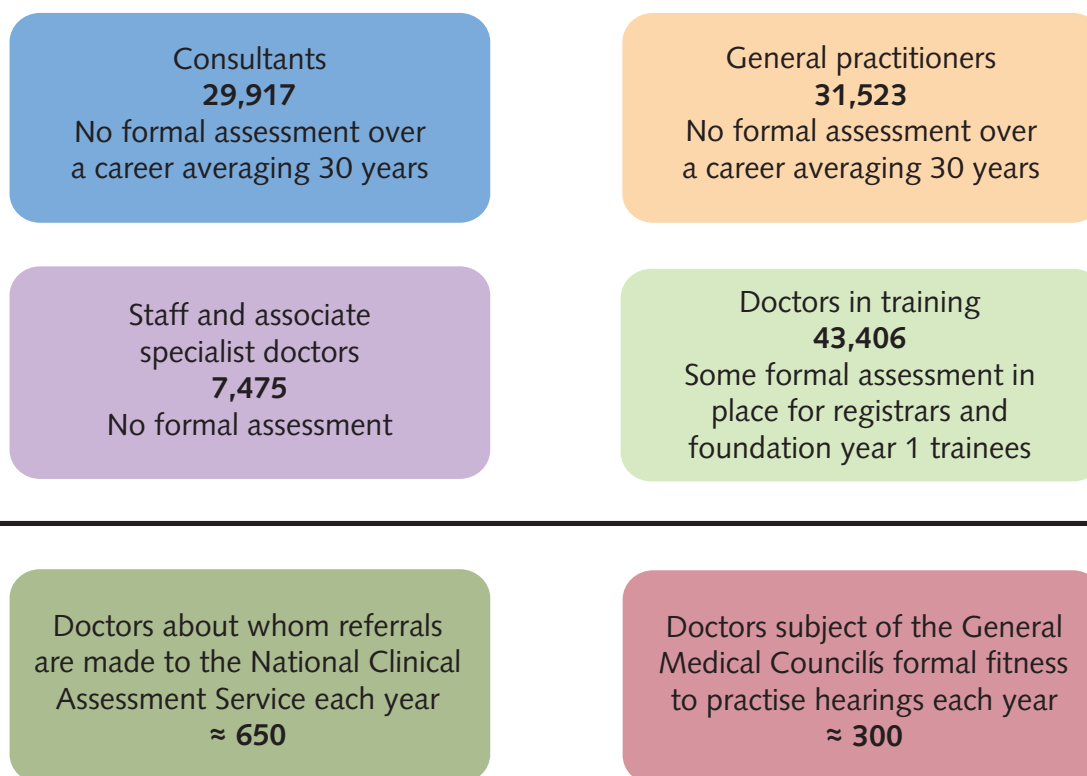 Consultants
29,917
No formal assessment over
a career averaging 30 years
General practitioners
31,523
No formal assessment over
a career averaging 30 years
Staff and associate
specialist doctors
7,475
No formal assessment
Doctors in training
43,406
Some formal assessment in
place for registrars and
foundation year 1 trainees
Doctors about whom referrals
are made to the National Clinical
Assessment Service each year
≈ 650
Doctors subject of the General
Medical Councilís formal fitness
to practise hearings each year
≈ 300